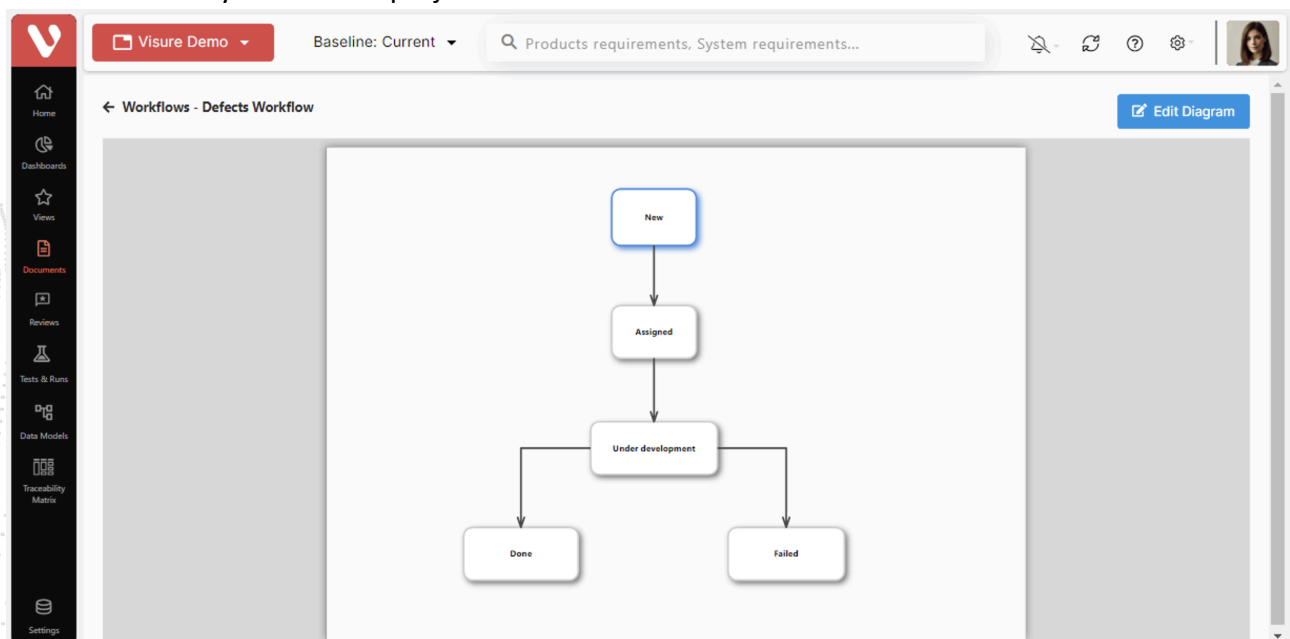 Visure Demo
Baseline: Current
Products requirements, System requirements...
Home
Workflows - Defects Workflow
Edit Diagram
Dashboards
Views
Documents
Reviews
Tests & Runs
Data Models
Traceability
Matrix
Settings
New
Assigned
Under development
Done
Failed